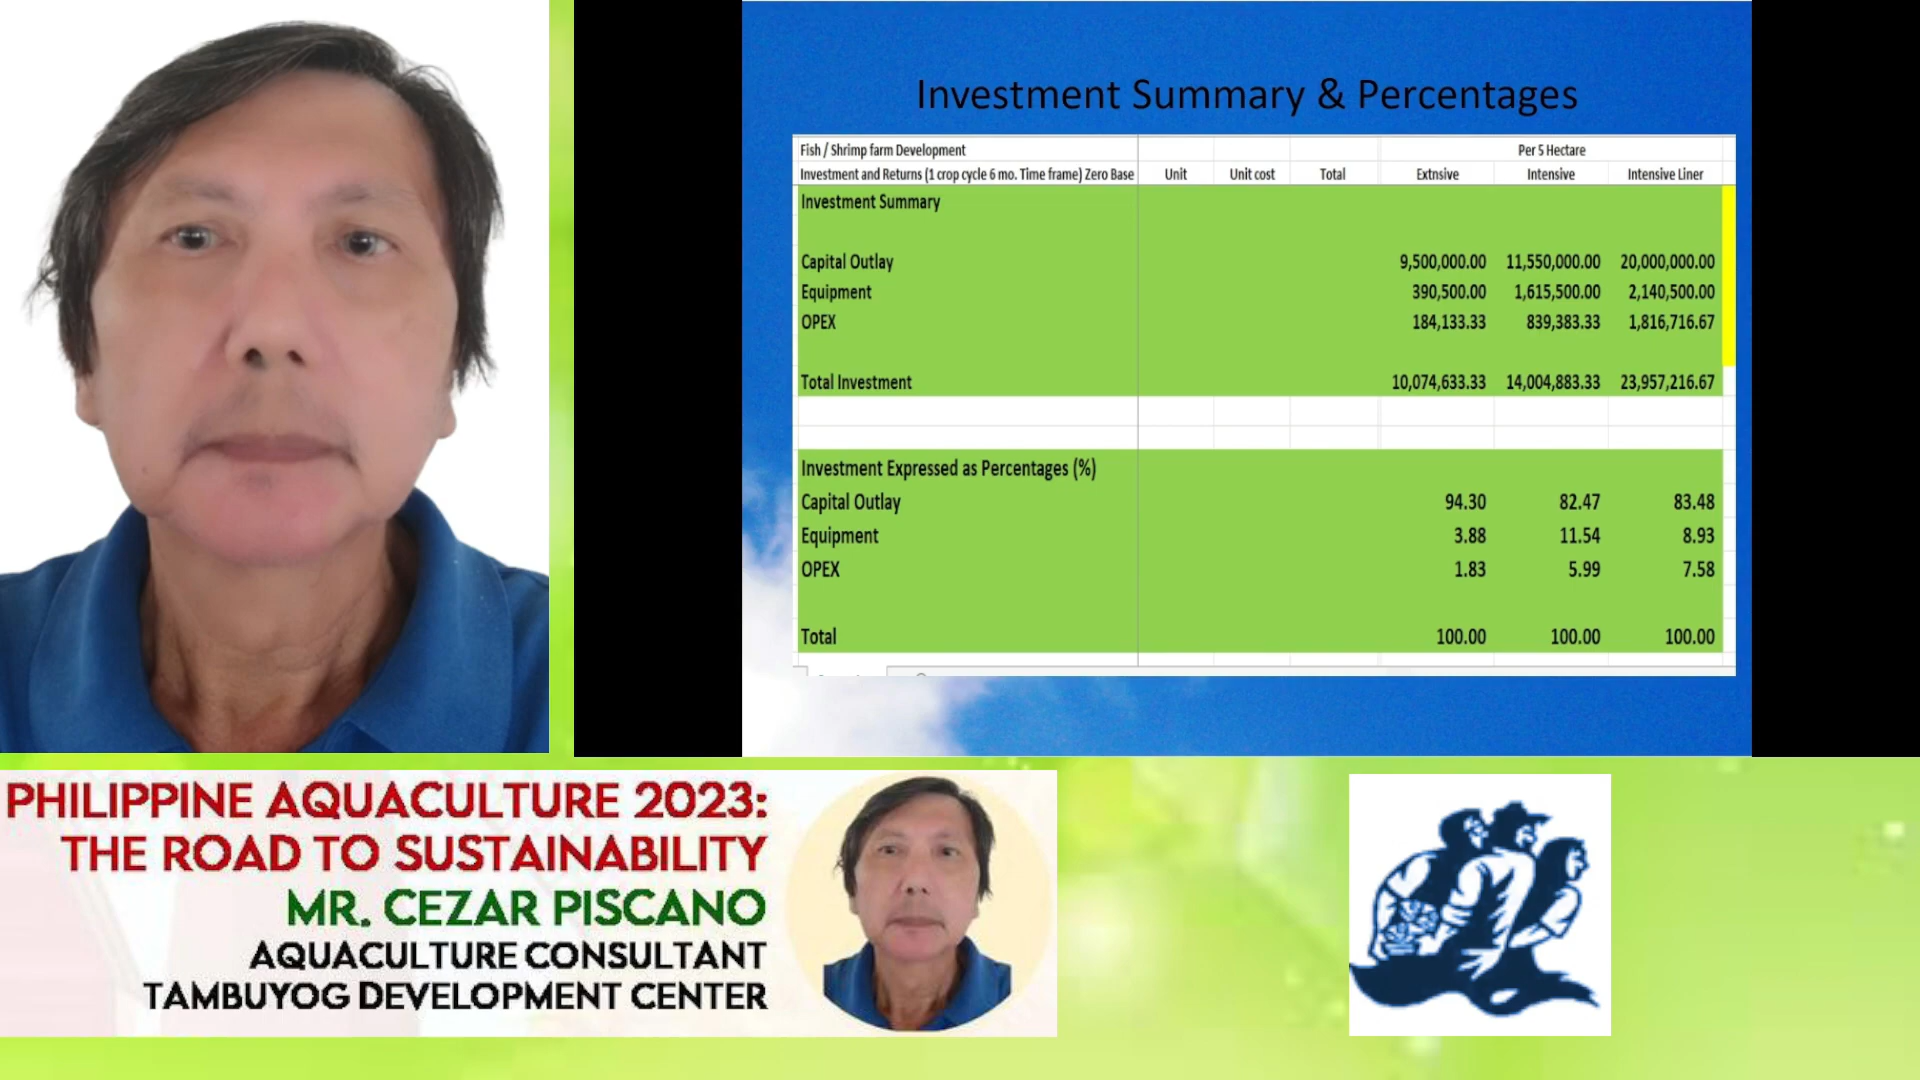 Investment Summary & Percentages
Fish / Shrimp farm Development Per 5 Hectare
Investment and Returns (1 crop cycle 6 mo. Time frame) Zero Base Unit Unit cost Total Extnsive Intensive Intensive Liner
Investment Summary
Capital Outlay 9,500,000.00 11,550,000.00 20,000,000.00
Equipment 390,500.00 1,615,500.00 2,140,500.00
OPEX 184,133.33 839,383.33 1,816,716.67
Total Investment 10,074,633.33 14,004,883.33 23,957,216.67
Investment Expressed as Percentages (%)
Capital Outlay 94.30 82.47 83.48
Equipment 3.88 11.54 8.93
OPEX 1.83 5.99 7.58
Total 100.00 100.00 100.00
PHILIPPINE AQUACULTURE 2023:
THE ROAD TO SUSTAINABILITY
MR. CEZAR PISCANO
AQUACULTURE CONSULTANT
TAMBUYOG DEVELOPMENT CENTER